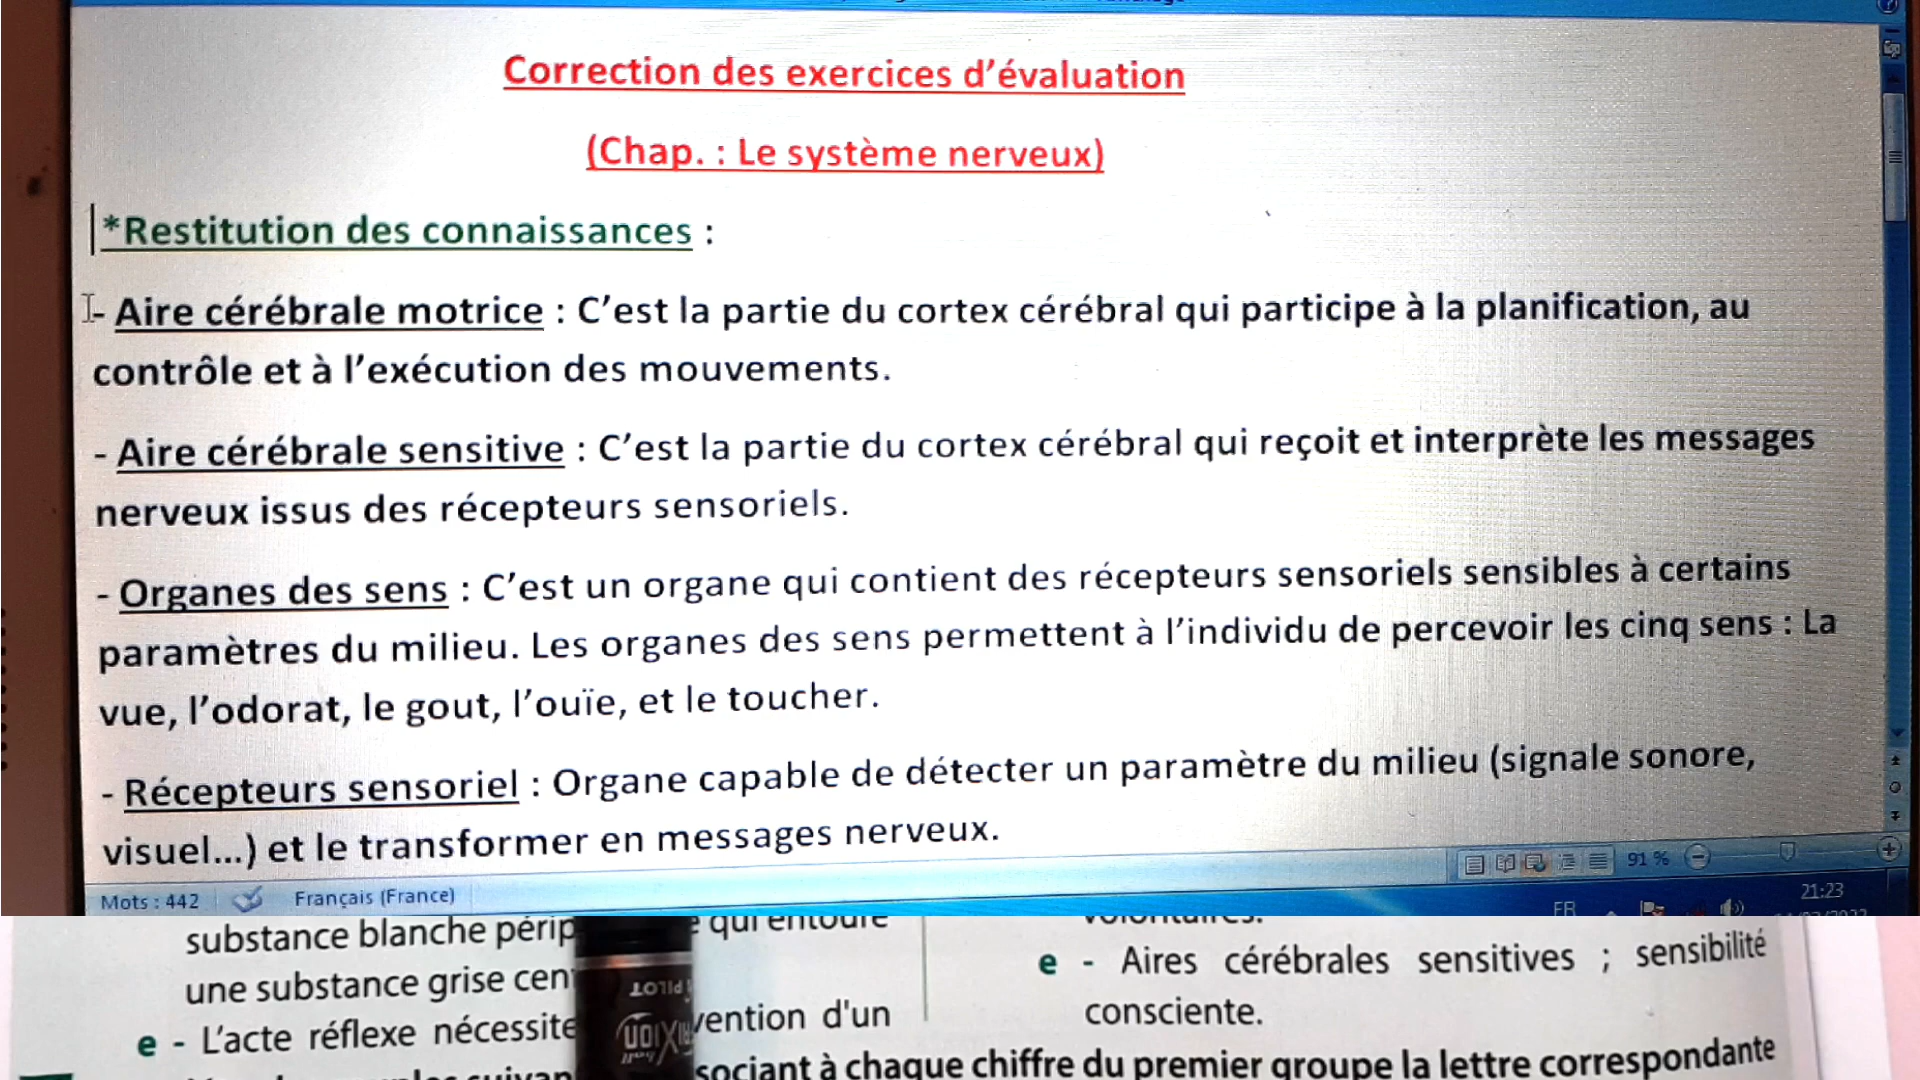 Correction des exercices d’évaluation
(Chap. : Le système nerveux)
*Restitution des connaissances :
- Aire cérébrale motrice : C’est la partie du cortex cérébral qui participe à la planification, au
contrôle et à l’exécution des mouvements.
- Aire cérébrale sensitive : C’est la partie du cortex cérébral qui reçoit et interprète les messages
nerveux issus des récepteurs sensoriels.
- Organes des sens : C’est un organe qui contient des récepteurs sensoriels sensibles à certains
paramètres du milieu. Les organes des sens permettent à l’individu de percevoir les cinq sens : La
vue, l’odorat, le gout, l’ouïe, et le toucher.
- Récepteurs sensoriel : Organe capable de détecter un paramètre du milieu (signale sonore,
visuel...) et le transformer en messages nerveux.
91 %
Mots : 442 Français (France)
21:23
FR
substance blanche qui entoure
une substance grise
e - L'acte réflexe nécessite d'un
PILOT
e - Aires cérébrales sensitives ; sensibilité
consciente.
à chaque chiffre du premier groupe la lettre correspondante